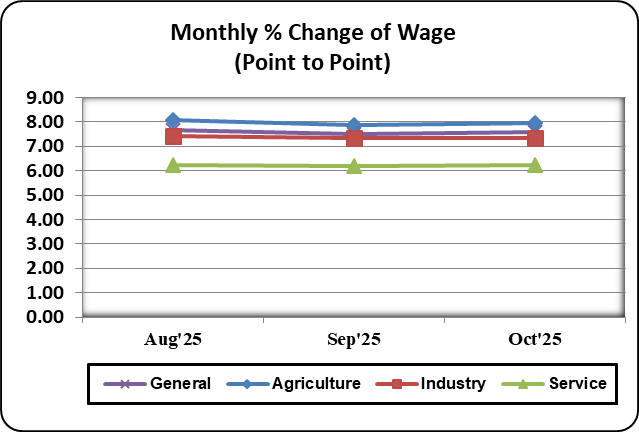 Monthly % Change of Wage
(Point to Point)
9.00
8.00
7.00
6.00
5.00
4.00
3.00
2.00
1.00
0.00
Aug'25 Sep'25 Oct'25
General Agriculture Industry Service